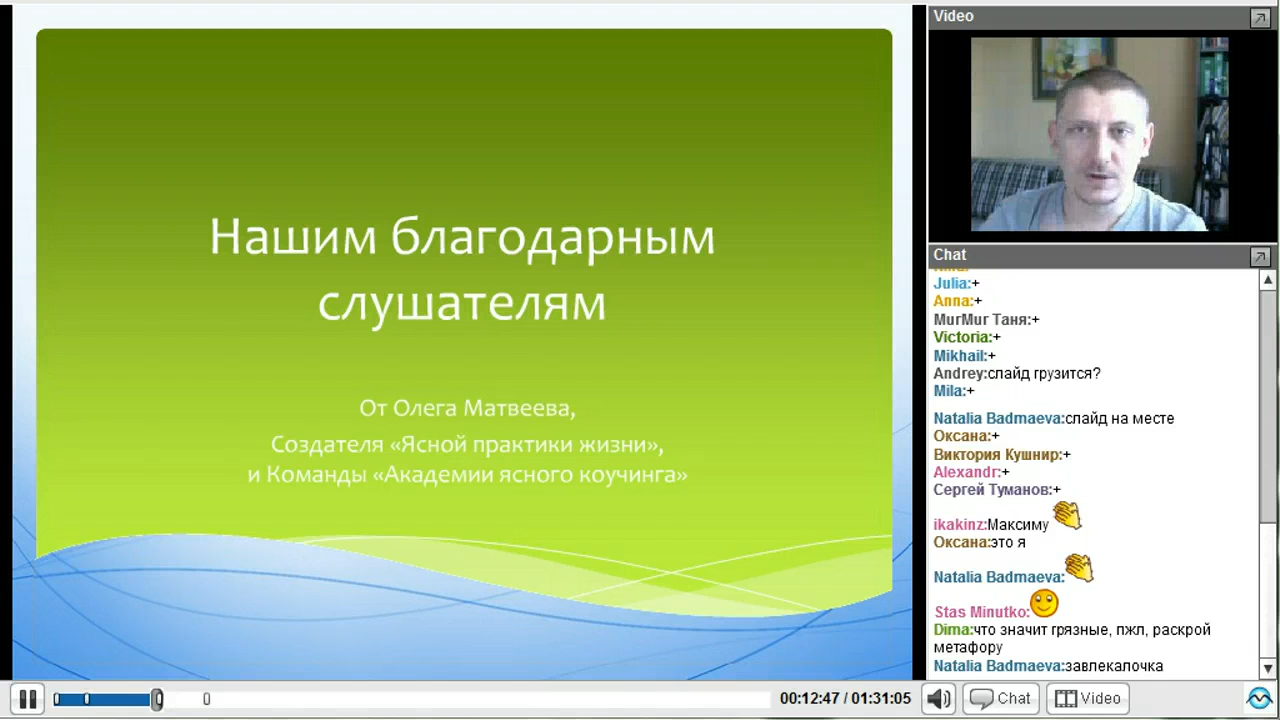 Нашим благодарным
слушателям
От Олега Матвеева,
Создателя «Ясной практики жизни»,
и Команды «Академии ясного коучинга»
Video
Chat
Julia:+
Anna:+
MurMur Таня:+
Victoria:+
Mikhail:+
Andrey:слайд грузится?
Mila:+
Natalia Badmaeva:слайд на месте
Оксана:+
Виктория Кушнир:+
Alexandr:+
Сергей Туманов:+
ikakinz:Максиму
Оксана:это я
Natalia Badmaeva:
Stas Minutko:
Dima:что значит грязные, пжл, раскрой
метафору
Natalia Badmaeva:завлекалочка
00:12:47 / 01:31:05
Chat
Video